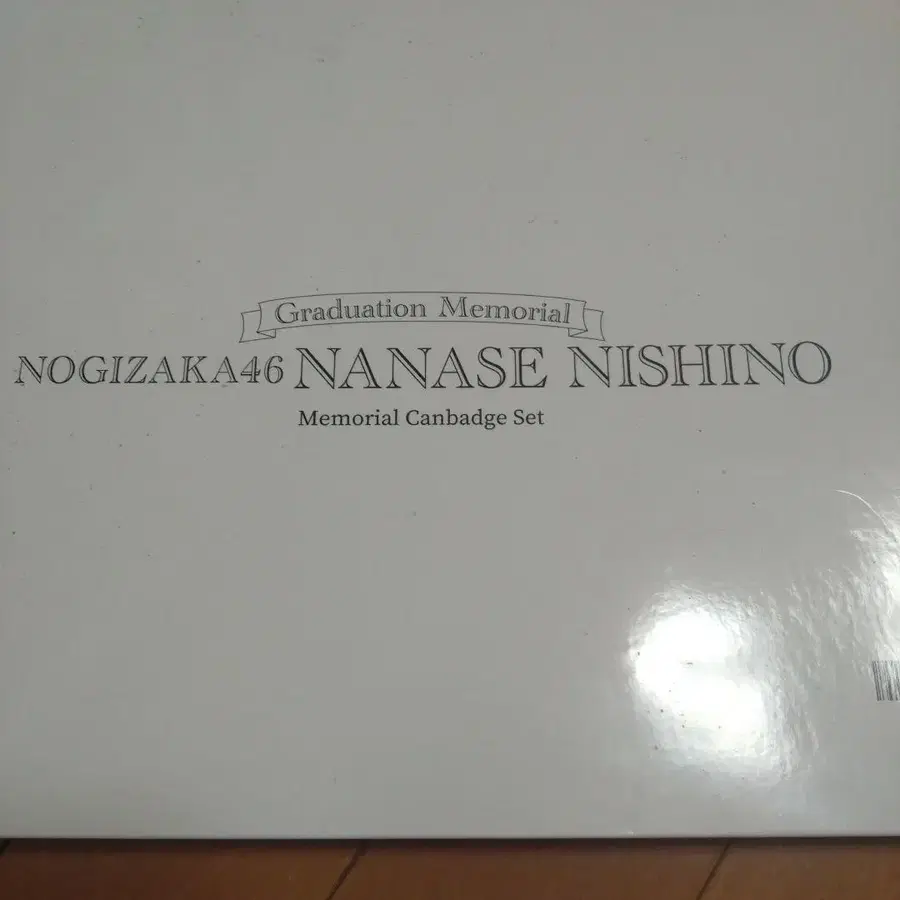 Graduation Memorial
NOGIZAKA46 NANASE NISHINO
Memorial Canbadge Set